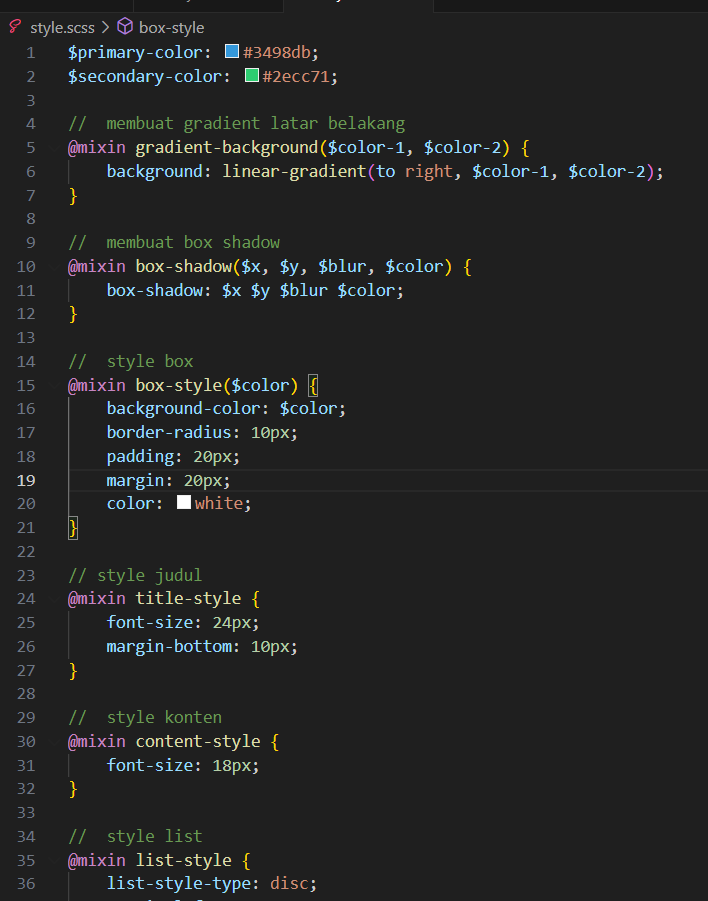 style.scss > box-style
1 $primary-color: #3498db;
2 $secondary-color: #2ecc71;
3
4 //  membuat gradient latar belakang
5 @mixin gradient-background($color-1, $color-2) {
6     background: linear-gradient(to right, $color-1, $color-2);
7 }
8
9 //  membuat box shadow
10 @mixin box-shadow($x, $y, $blur, $color) {
11     box-shadow: $x $y $blur $color;
12 }
13
14 //  style box
15 @mixin box-style($color) {
16     background-color: $color;
17     border-radius: 10px;
18     padding: 20px;
19     margin: 20px;
20     color: white;
21 }
22
23 // style judul
24 @mixin title-style {
25     font-size: 24px;
26     margin-bottom: 10px;
27 }
28
29 //  style konten
30 @mixin content-style {
31     font-size: 18px;
32 }
33
34 //  style list
35 @mixin list-style {
36     list-style-type: disc;